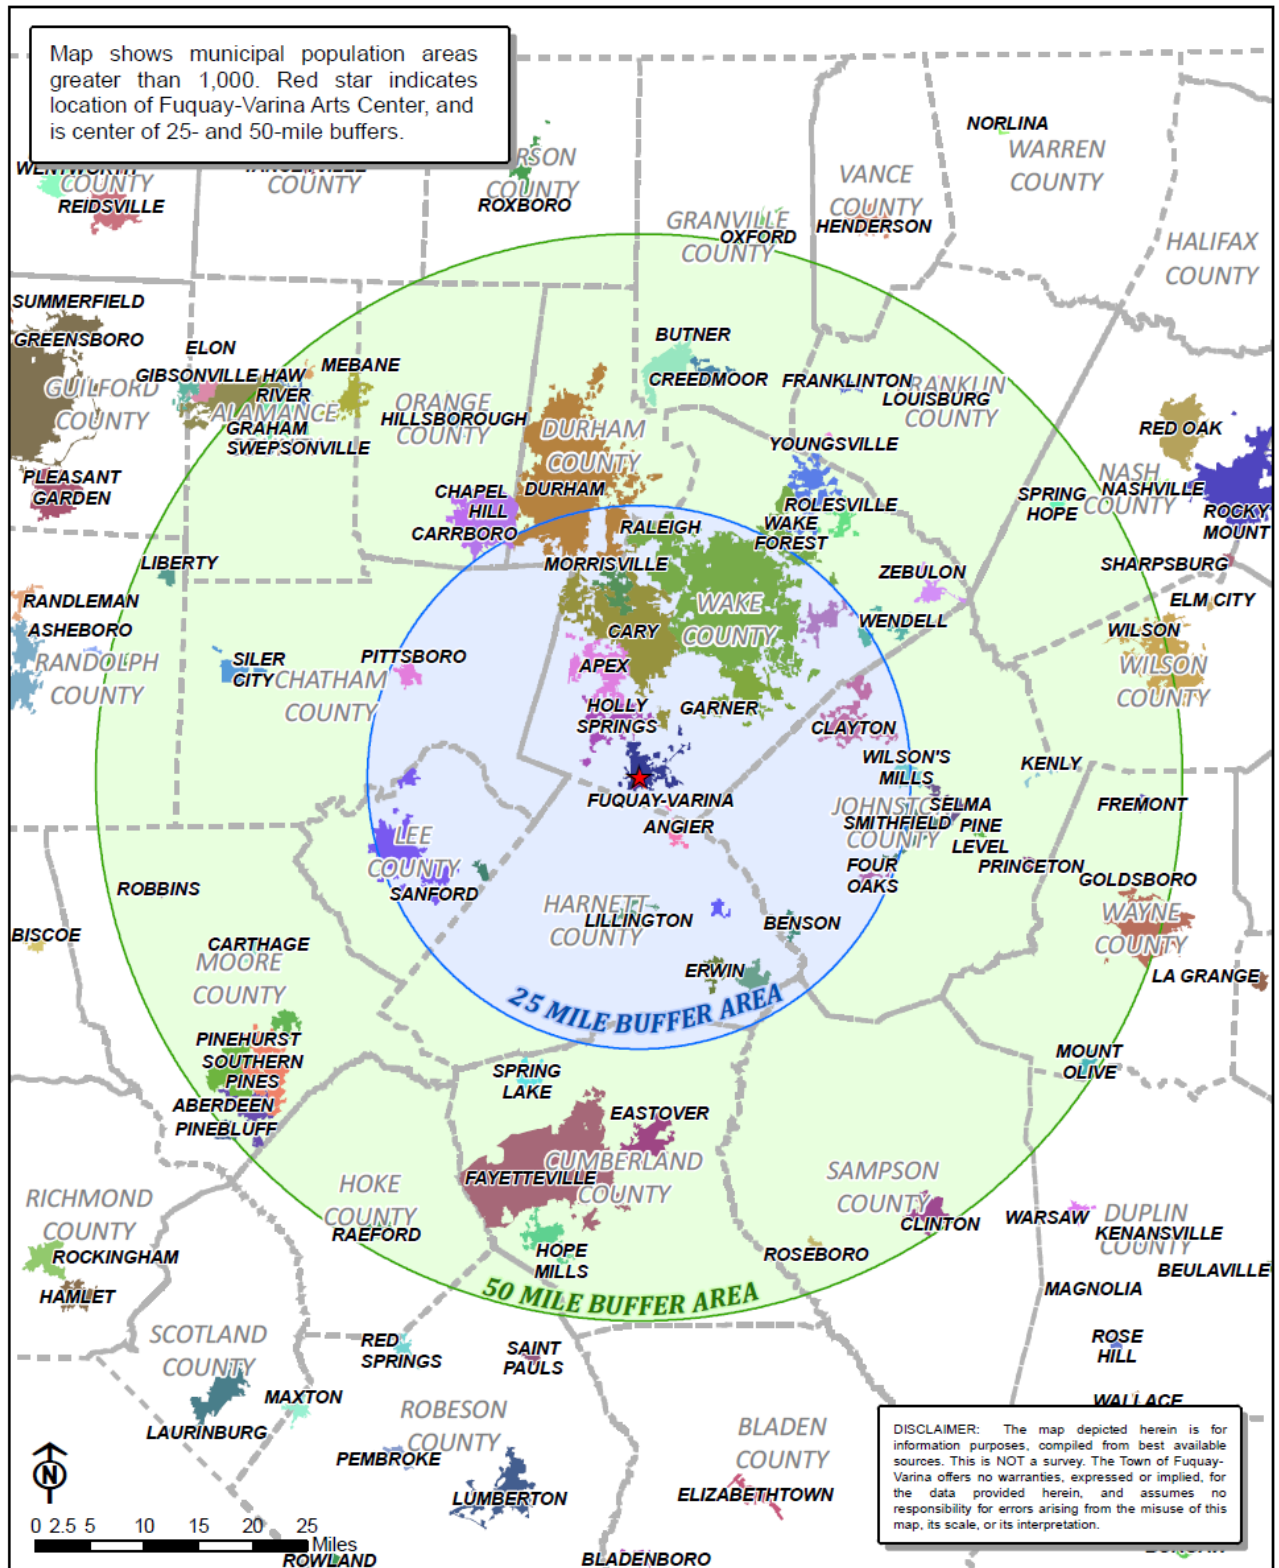 Map shows municipal population areas
greater than 1,000. Red star indicates
location of Fuquay-Varina Arts Center, and
is center of 25- and 50-mile buffers.
NORLINA
WARREN
COUNTY
VANCE
COUNTY
HENDERSON
GRANVILLE
OXFORD
COUNTY
HALIFAX
COUNTY
COUNTY
ROXBORO
COUNTY
WENTWORTH
COUNTY
REIDSVILLE
SUMMERFIELD
GREENSBORO
GUILFORD
COUNTY
ELON
GIBSONVILLE HAW
RIVER
ALAMANCE
GRAHAM
SWEPSONVILLE
MEBANE
ORANGE
HILLSBOROUGH
COUNTY
DURHAM
COUNTY
DURHAM
BUTNER
CREEDMOOR
FRANKLINTON
LOUISBURG
COUNTY
YOUNGSVILLE
ROLESVILLE
WAKE
FOREST
RED OAK
NASH
NASHVILLE
COUNTY
SPRING
HOPE
ROCKY
MOUNT
SHARPSBURG
ELM CITY
WILSON
WILSON
COUNTY
PLEASANT
GARDEN
CHAPEL
HILL
CARRBORO
RALEIGH
MORRISVILLE
LIBERTY
RANDLEMAN
ASHEBORO
RANDOLPH
COUNTY
SILER
CITY
CHATHAM
COUNTY
PITTSBORO
CARY
WAKE
COUNTY
ZEBULON
WENDELL
APEX
HOLLY
SPRINGS
GARNER
CLAYTON
WILSON'S
MILLS
KENLY
FREMONT
FUQUAY-VARINA
ANGIER
SELMA
SMITHFIELD
COUNTY
PINE
LEVEL
PRINCETON
FOUR
OAKS
GOLDSBORO
WAYNE
COUNTY
LA GRANGE
LEE
COUNTY
SANFORD
HARNETT
LILLINGTON
COUNTY
BENSON
ERWIN
25 MILE BUFFER AREA
ROBBINS
BISCOE
CARTHAGE
MOORE
COUNTY
PINEHURST
SOUTHERN
PINES
ABERDEEN
PINEBLUFF
SPRING
LAKE
EASTOVER
CUMBERLAND
FAYETTEVILLE
COUNTY
MOUNT
OLIVE
SAMPSON
COUNTY
CLINTON
WARSAW
DUPLIN
KENANSVILLE
COUNTY
BEULAVILLE
MAGNOLIA
HOKE
COUNTY
RAEFORD
HOPE
MILLS
ROSEBORO
50 MILE BUFFER AREA
RICHMOND
COUNTY
ROCKINGHAM
HAMLET
SCOTLAND
COUNTY
RED
SPRINGS
SAINT
PAULS
ROSE
HILL
WALLACE
MAXTON
LAURINBURG
ROBESON
COUNTY
PEMBROKE
LUMBERTON
BLADEN
COUNTY
ELIZABETHTOWN
DISCLAIMER: The map depicted herein is for
information purposes, compiled from best available
sources. This is NOT a survey. The Town of Fuquay-
Varina offers no warranties, expressed or implied, for
the data provided herein, and assumes no
responsibility for errors arising from the misuse of this
map, its scale, or its interpretation.
N
0 2.5 5 10 15 20 25
Miles
ROWLAND
BLADENBORO